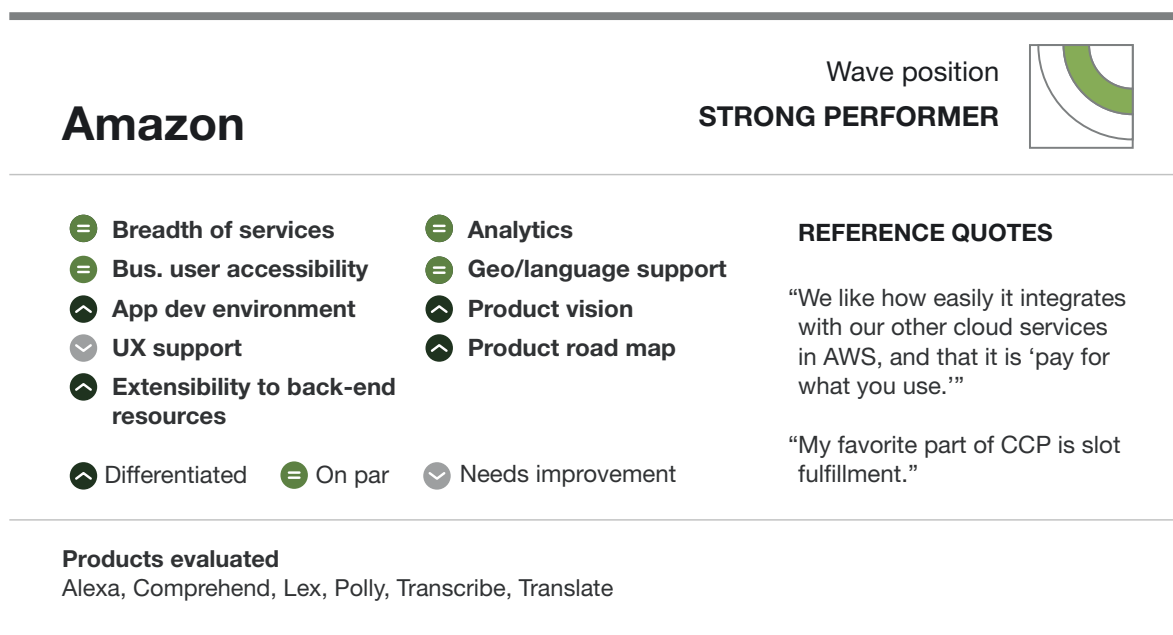 Wave position
STRONG PERFORMER
Amazon
Breadth of services
Bus. user accessibility
App dev environment
UX support
Extensibility to back-end
resources
Analytics
Geo/language support
Product vision
Product road map
Differentiated
On par
Needs improvement
REFERENCE QUOTES
“We like how easily it integrates
with our other cloud services
in AWS, and that it is ‘pay for
what you use.’”
“My favorite part of CCP is slot
fulfillment.”
Products evaluated
Alexa, Comprehend, Lex, Polly, Transcribe, Translate